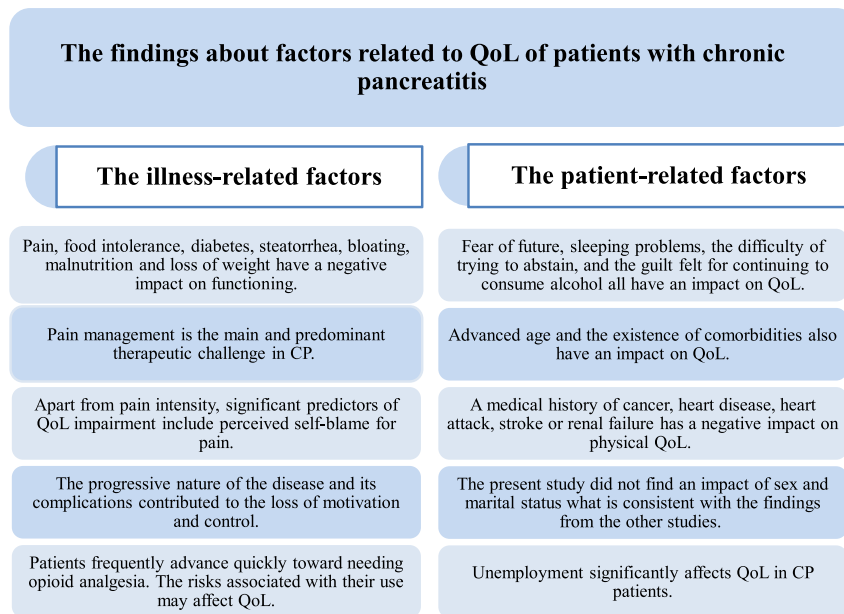 The findings about factors related to QoL of patients with chronic
pancreatitis
The illness-related factors
Pain, food intolerance, diabetes, steatorrhea, bloating,
malnutrition and loss of weight have a negative
impact on functioning.
Pain management is the main and predominant
therapeutic challenge in CP.
Apart from pain intensity, significant predictors of
QoL impairment include perceived self-blame for
pain.
The progressive nature of the disease and its
complications contributed to the loss of motivation
and control.
Patients frequently advance quickly toward needing
opioid analgesia. The risks associated with their use
may affect QoL.
The patient-related factors
Fear of future, sleeping problems, the difficulty of
trying to abstain, and the guilt felt for continuing to
consume alcohol all have an impact on QoL.
Advanced age and the existence of comorbidities also
have an impact on QoL.
A medical history of cancer, heart disease, heart
attack, stroke or renal failure has a negative impact on
physical QoL.
The present study did not find an impact of sex and
marital status what is consistent with the findings
from the other studies.
Unemployment significantly affects QoL in CP
patients.